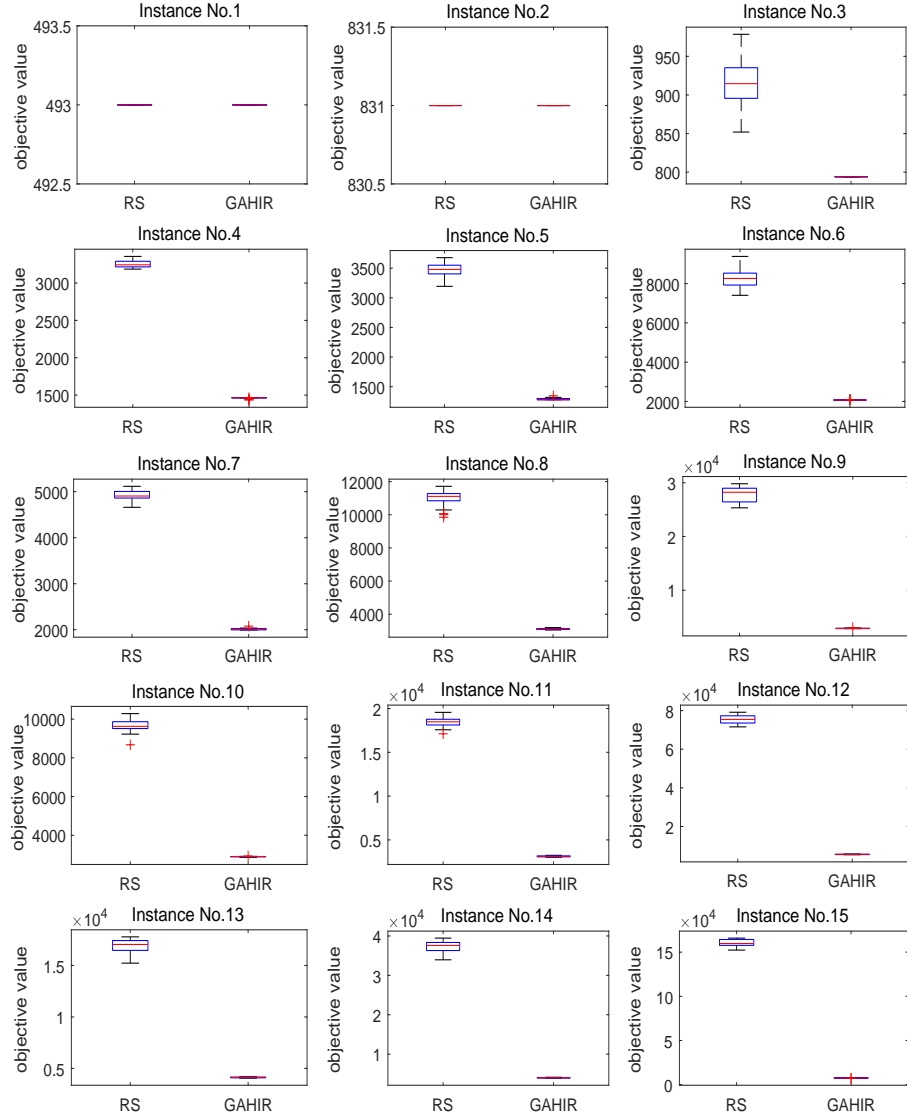 Instance No.1
493.5
493
492.5
objective value
RS
GAHIR
Instance No.2
831.5
831
830.5
objective value
RS
GAHIR
Instance No.3
950
900
850
800
objective value
RS
GAHIR
Instance No.4
3000
2500
2000
1500
objective value
RS
GAHIR
Instance No.5
3500
3000
2500
2000
1500
objective value
RS
GAHIR
Instance No.6
8000
6000
4000
2000
objective value
RS
GAHIR
Instance No.7
5000
4000
3000
2000
objective value
RS
GAHIR
Instance No.8
12000
10000
8000
6000
4000
objective value
RS
GAHIR
×10^4
Instance No.9
3
2
1
objective value
RS
GAHIR
Instance No.10
10000
8000
6000
4000
objective value
RS
GAHIR
×10^4
Instance No.11
2
1.5
1
0.5
objective value
RS
GAHIR
×10^4
Instance No.12
8
6
4
2
objective value
RS
GAHIR
×10^4
Instance No.13
1.5
1
0.5
objective value
RS
GAHIR
×10^4
Instance No.14
4
3
2
1
objective value
RS
GAHIR
×10^4
Instance No.15
15
10
5
0
objective value
RS
GAHIR